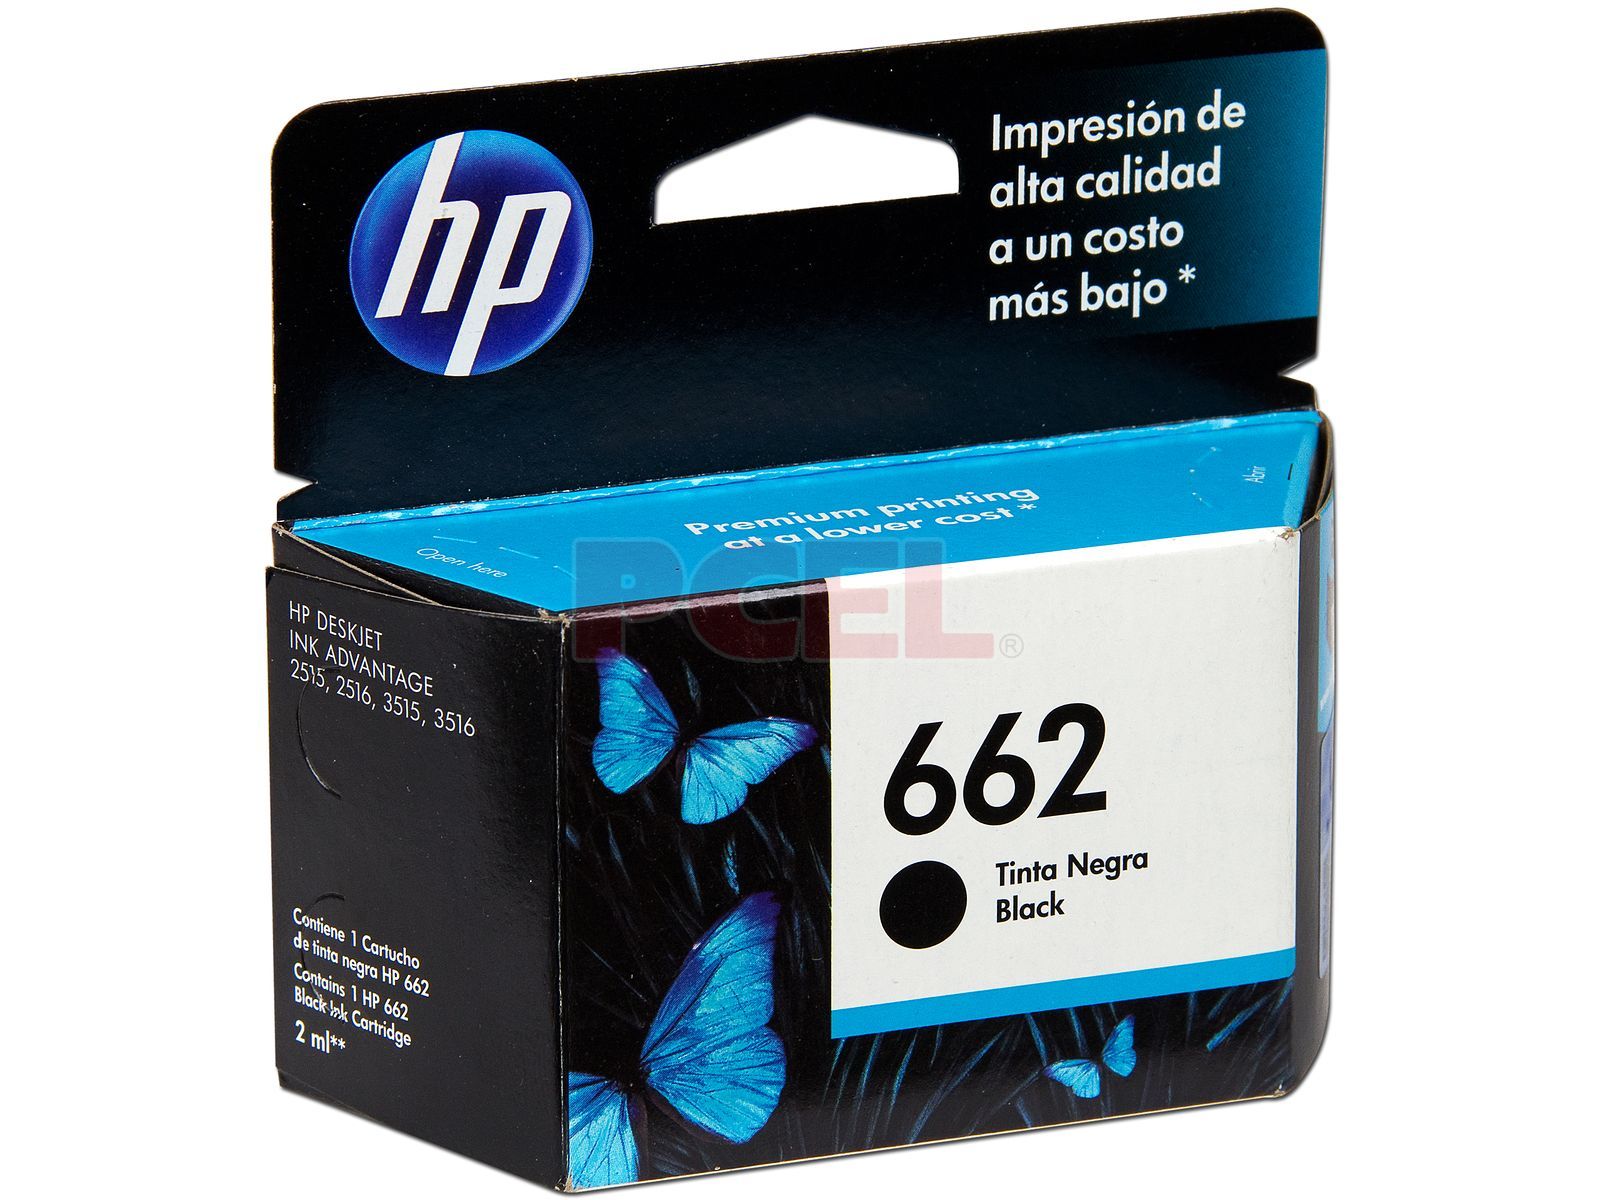 hp
Impresión de
alta calidad
a un costo
más bajo *
Premium printing
at a lower cost *
Open here
Abrir
PCEL®
HP DESKJET
INK ADVANTAGE
2515, 2516, 3515, 3516
662
Tinta Negra
Black
Contiene 1 Cartucho
de tinta negra HP 662
Contains 1 HP 662
Black Ink Cartridge
2 ml**